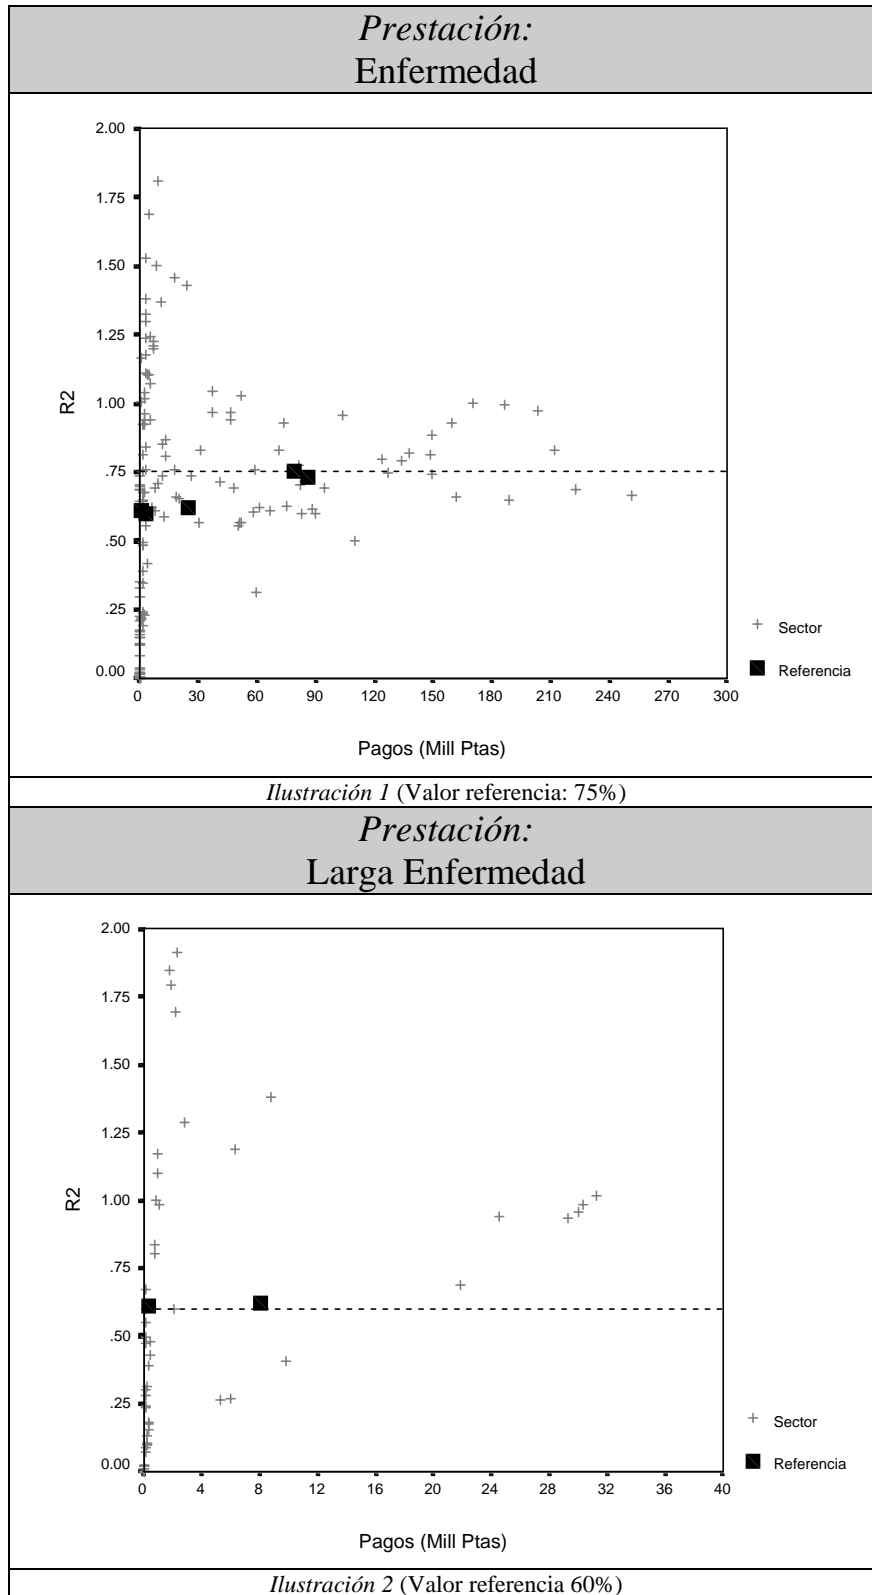 Prestación:
Enfermedad
2.00
1.75
1.50
1.25
1.00
.75
.50
.25
0.00
R2
0 30 60 90 120 150 180 210 240 270 300
Pagos (Mill Ptas)
Sector
Referencia
Ilustración 1 (Valor referencia: 75%)
Prestación:
Larga Enfermedad
2.00
1.75
1.50
1.25
1.00
.75
.50
.25
0.00
R2
0 4 8 12 16 20 24 28 32 36 40
Pagos (Mill Ptas)
Sector
Referencia
Ilustración 2 (Valor referencia 60%)